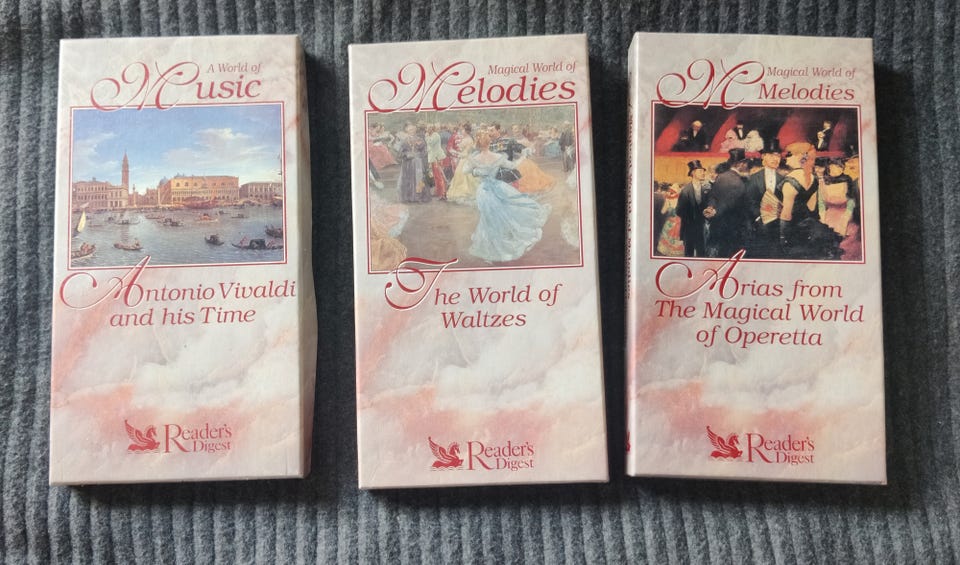 A World of
Music
Antonio Vivaldi
and his Time
Reader's
Digest
Magical World of
Melodies
The World of
Waltzes
Reader's
Digest
Magical World of
Melodies
Arias from
The Magical World
of Operetta
Reader's
Digest